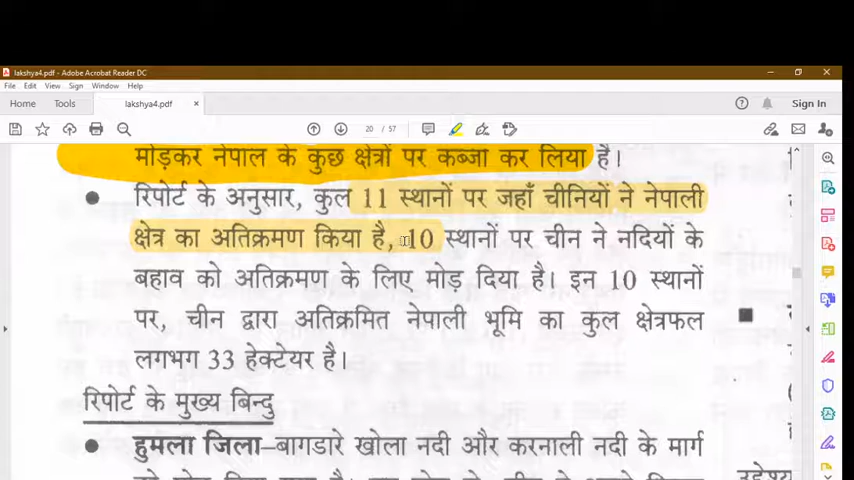 lakshya4.pdf - Adobe Acrobat Reader DC
File Edit View Sign Window Help
Home Tools lakshya4.pdf × Sign In
20 / 57
मोड़कर नेपाल के कुछ क्षेत्रों पर कब्जा कर लिया है।
● रिपोर्ट के अनुसार, कुल 11 स्थानों पर जहाँ चीनियों ने नेपाली
क्षेत्र का अतिक्रमण किया है, 10 स्थानों पर चीन ने नदियों के
बहाव को अतिक्रमण के लिए मोड़ दिया है। इन 10 स्थानों
पर, चीन द्वारा अतिक्रमित नेपाली भूमि का कुल क्षेत्रफल
लगभग 33 हेक्टेयर है।
रिपोर्ट के मुख्य बिन्दु
● हुमला जिला–बागडारे खोला नदी और करनाली नदी के मार्ग